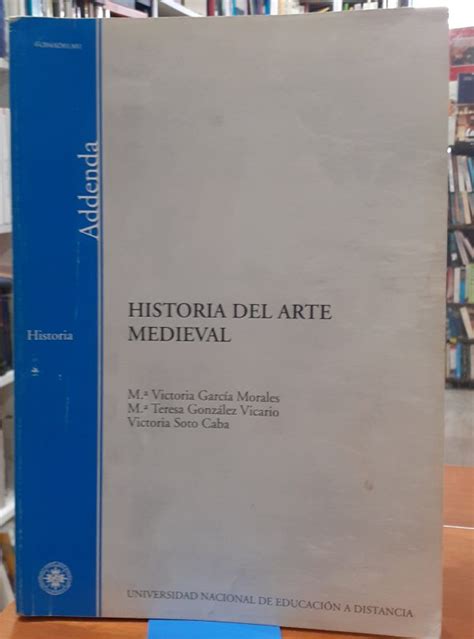 Addenda
Historia
HISTORIA DEL ARTE
MEDIEVAL
M.ª Victoria García Morales
M.ª Teresa González Vicario
Victoria Soto Caba
UNIVERSIDAD NACIONAL DE EDUCACIÓN A DISTANCIA